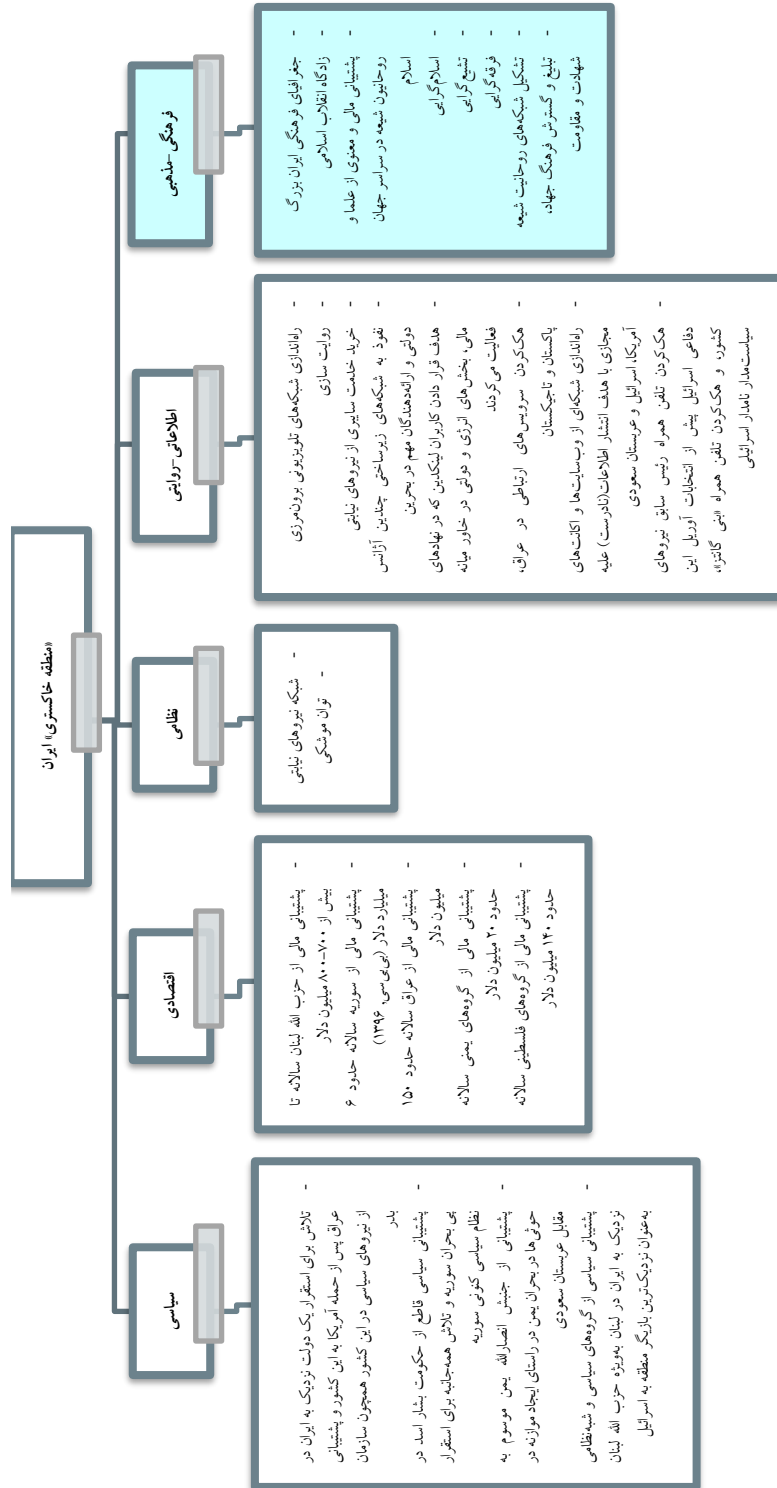 «منطقه خاکستری» ایران
فرهنگی-مذهبی
- جغرافیای فرهنگی ایران بزرگ
- زادگاه انقلاب اسلامی
- پشتیبانی مالی و معنوی از علما و
روحانیون شیعه در سراسر جهان
اسلام
- اسلام‌گرایی
- تشیع گرایی
- فرقه‌گرایی
- تشکیل شبکه‌های روحانیت شیعه
- تبلیغ و گسترش فرهنگ جهاد،
شهادت و مقاومت
اطلاعاتی-روایتی
- راه‌اندازی شبکه‌های تلویزیونی برون‌مرزی
- روایت سازی
- خرید خدمت سایبری از نیروهای نیابتی
- نفوذ به شبکه‌های زیرساختی چندین آژانس
دولتی و ارائه‌دهندگان مهم در بحرین
- هدف قرار دادن کاربران لینکدین که در نهادهای
مالی، بخش‌های انرژی و دولتی در خاور میانه
فعالیت می‌کردند
- هک‌کردن سرویس‌های ارتباطی در عراق،
پاکستان و تاجیکستان
- راه‌اندازی شبکه‌ای از وب‌سایت‌ها و اکانت‌های
مجازی با هدف انتشار اطلاعات(نادرست) علیه
آمریکا، اسرائیل و عربستان سعودی
- هک‌کردن تلفن همراه رئیس سابق نیروهای
دفاعی اسرائیل پیش از انتخابات آوریل این
کشور، و هک‌کردن تلفن همراه «بنی گانتز»،
سیاست‌مدار نامدار اسرائیلی
نظامی
- شبکه نیروهای نیابتی
- توان موشکی
اقتصادی
- پشتیبانی مالی از حزب الله لبنان سالانه تا
بیش از ۷۰۰-۸۰۰ میلیون دلار
- پشتیبانی مالی از سوریه سالانه حدود ۶
میلیارد دلار (بی‌بی‌سی، ۱۳۹۶)
- پشتیبانی مالی از عراق سالانه حدود ۱۵۰
میلیون دلار
- پشتیبانی مالی از گروه‌های یمنی سالانه
حدود ۲۰ میلیون دلار
- پشتیبانی مالی از گروه‌های فلسطینی سالانه
حدود ۱۴۰ میلیون دلار
سیاسی
- تلاش برای استقرار یک دولت نزدیک به ایران در
عراق پس از حمله آمریکا به این کشور و پشتیبانی
از نیروهای سیاسی در این کشور همچون سازمان
بدر
- پشتیبانی سیاسی قاطع از حکومت بشار اسد در
پی بحران سوریه و تلاش همه‌جانبه برای استقرار
نظام سیاسی کنونی سوریه
- پشتیبانی از جنبش انصارالله یمن موسوم به
حوثی‌ها در بحران یمن در راستای ایجاد موازنه در
مقابل عربستان سعودی
- پشتیبانی سیاسی از گروه‌های سیاسی و شبه‌نظامی
نزدیک به ایران در لبنان به‌ویژه حزب الله لبنان
به‌عنوان نزدیک‌ترین بازیگر منطقه به اسرائیل